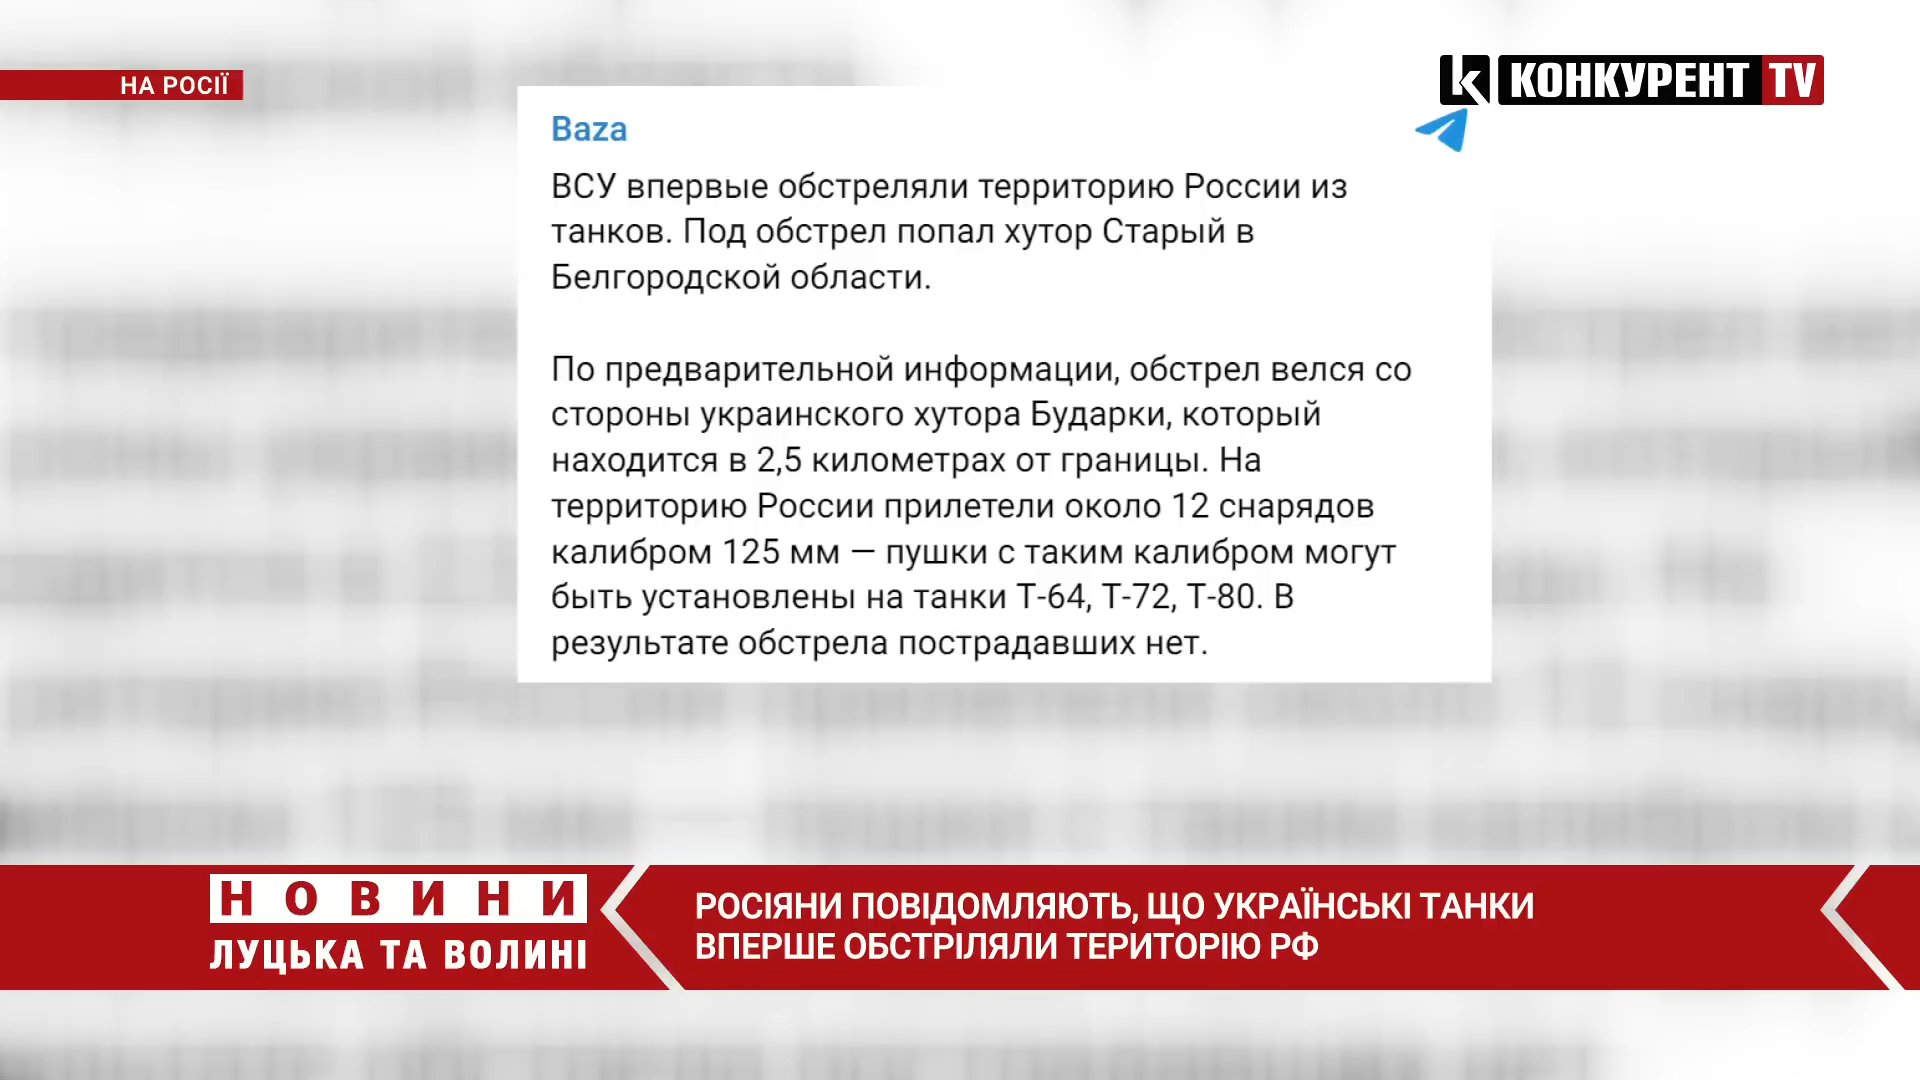 НА РОСІЇ
КОНКУРЕНТ TV
Baza
ВСУ впервые обстреляли территорию России из
танков. Под обстрел попал хутор Старый в
Белгородской области.
По предварительной информации, обстрел велся со
стороны украинского хутора Бударки, который
находится в 2,5 километрах от границы. На
территорию России прилетели около 12 снарядов
калибром 125 мм — пушки с таким калибром могут
быть установлены на танки Т-64, Т-72, Т-80. В
результате обстрела пострадавших нет.
НОВИНИ
ЛУЦЬКА ТА ВОЛИНІ
РОСІЯНИ ПОВІДОМЛЯЮТЬ, ЩО УКРАЇНСЬКІ ТАНКИ
ВПЕРШЕ ОБСТРІЛЯЛИ ТЕРИТОРІЮ РФ